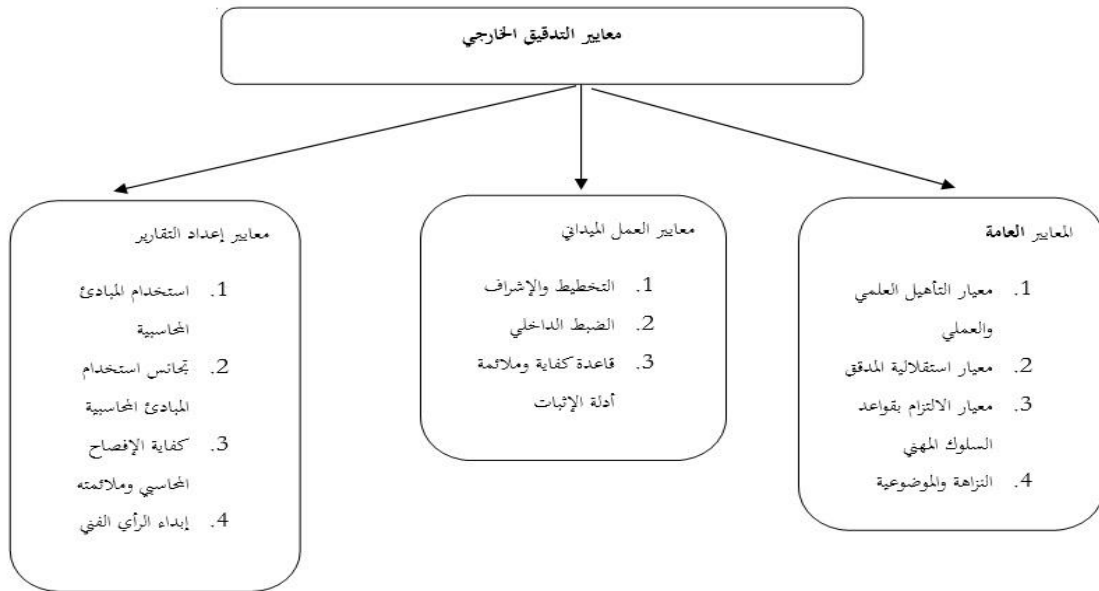 معايير التدقيق الخارجي
المعايير العامة
1. معيار التأهيل العلمي
والعملي
2. معيار استقلالية المدقق
3. معيار الالتزام بقواعد
السلوك المهني
4. النزاهة والموضوعية
معايير العمل الميداني
1. التخطيط والإشراف
2. الضبط الداخلي
3. قاعدة كفاية وملائمة
أدلة الإثبات
معايير إعداد التقارير
1. استخدام المبادئ
المحاسبية
2. تجانس استخدام
المبادئ المحاسبية
3. كفاية الإفصاح
المحاسبي وملائمته
4. إبداء الرأي الفني